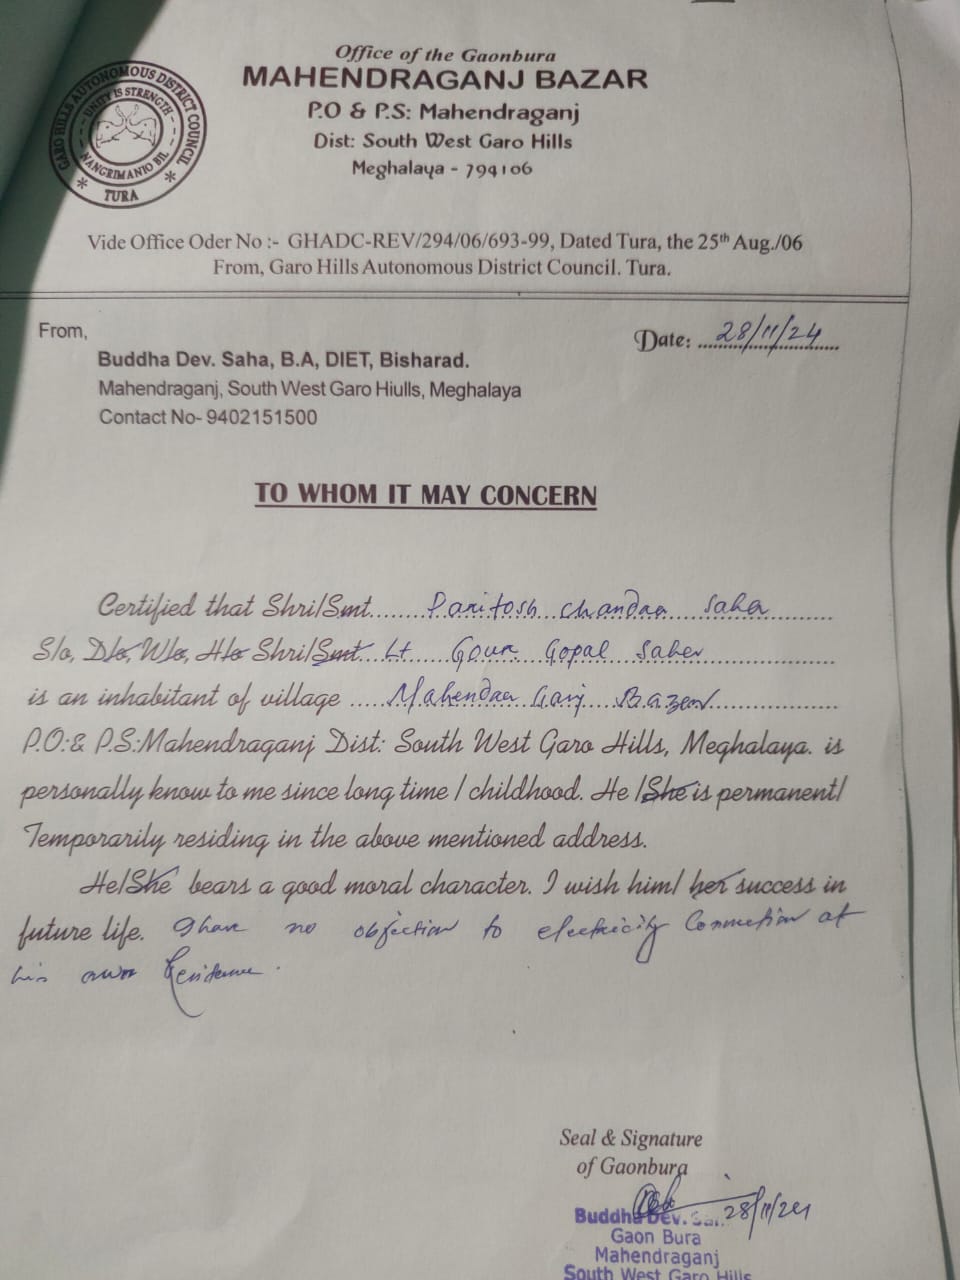 Office of the Gaonbura
MAHENDRAGANJ BAZAR
P.O & P.S: Mahendraganj
Dist: South West Garo Hills
Meghalaya - 794106
GARO HILLS AUTONOMOUS DISTRICT COUNCIL
UNITY IS STRENGTH
NANGRIMANIO BIL
* TURA *
Vide Office Oder No :- GHADC-REV/294/06/693-99, Dated Tura, the 25th Aug./06
From, Garo Hills Autonomous District Council. Tura.
From,
Date: 28/11/24
Buddha Dev. Saha, B.A, DIET, Bisharad.
Mahendraganj, South West Garo Hiulls, Meghalaya
Contact No- 9402151500
TO WHOM IT MAY CONCERN
Certified that Shri/Smt....... Paritosh Chandra Saha
S/o, D/o, W/o, H/o Shri/Smt Lt Gour Gopal Saha
is an inhabitant of village ..... Mahendra Ganj Bazar
P.O:& P.S:Mahendraganj Dist: South West Garo Hills, Meghalaya. is
personally know to me since long time / childhood. He /She is permanent/
Temporarily residing in the above mentioned address.
He/She bears a good moral character. I wish him/ her success in
future life. I have no objection to electricity Connection at
his own Residence.
Seal & Signature
of Gaonbura
28/11/24
Buddha Dev. Sa
Gaon Bura
Mahendraganj
South West Garo Hills